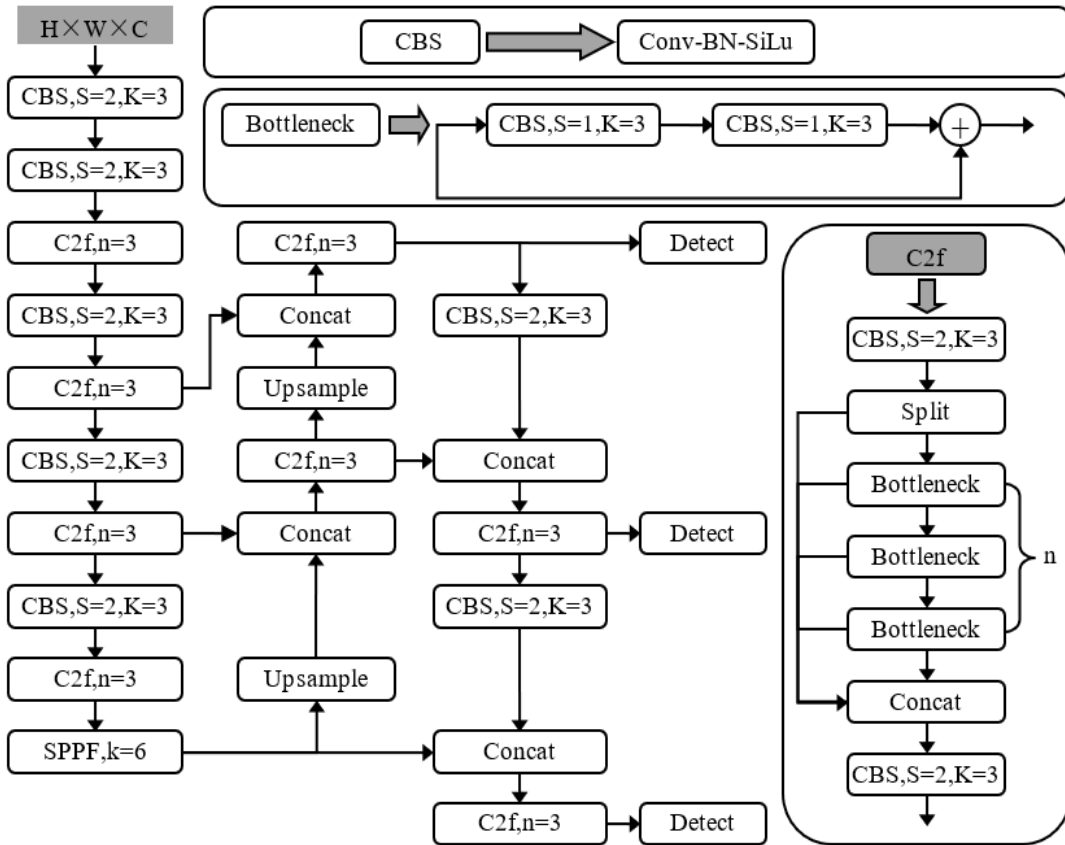 H×W×C
CBS,S=2,K=3
CBS,S=2,K=3
C2f,n=3
CBS,S=2,K=3
C2f,n=3
CBS,S=2,K=3
C2f,n=3
CBS,S=2,K=3
C2f,n=3
SPPF,k=6
C2f,n=3
Concat
Upsample
C2f,n=3
Concat
Upsample
CBS,S=2,K=3
Concat
C2f,n=3
CBS,S=2,K=3
Concat
C2f,n=3
Detect
Detect
Detect
CBS
Conv-BN-SiLu
Bottleneck
CBS,S=1,K=3
CBS,S=1,K=3
+
C2f
CBS,S=2,K=3
Split
Bottleneck
Bottleneck
Bottleneck
n
Concat
CBS,S=2,K=3